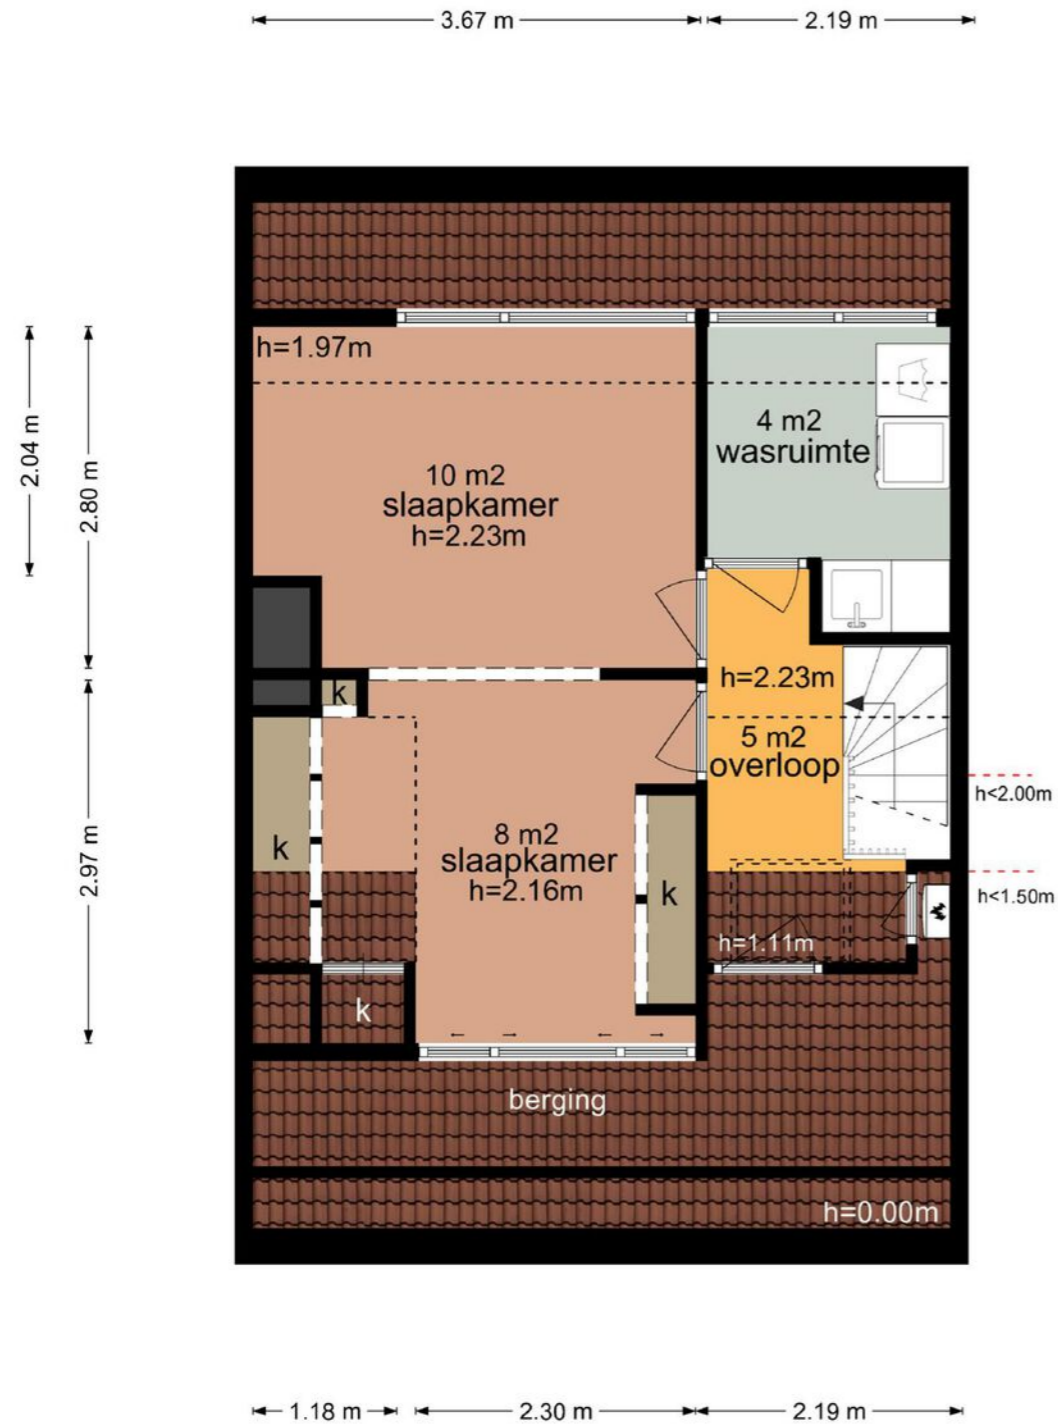 3.67 m
2.19 m
h=1.97m
2.04 m
2.80 m
4 m2
wasruimte
10 m2
slaapkamer
h=2.23m
h=2.23m
k
5 m2
overloop
h<2.00m
2.97 m
k
8 m2
slaapkamer
h=2.16m
k
h<1.50m
h=1.11m
k
berging
h=0.00m
1.18 m
2.30 m
2.19 m